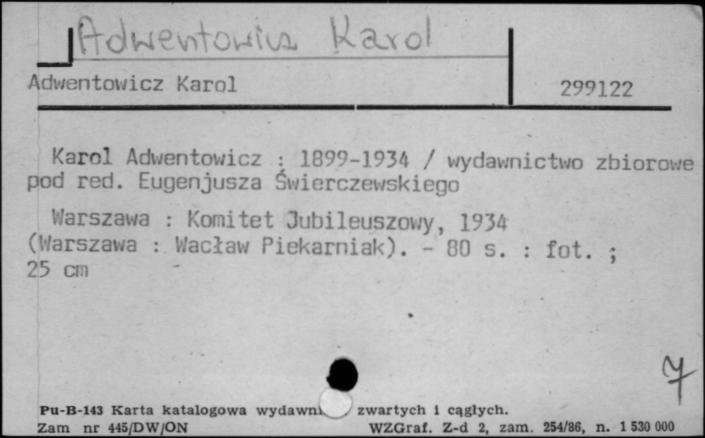 Adwentowicz Karol
Adwentowicz Karol 299122
Karol Adwentowicz : 1899-1934 / wydawnictwo zbiorowe
pod red. Eugenjusza Świerczewskiego
Warszawa : Komitet Jubileuszowy, 1934
(Warszawa : Wacław Piekarniak). - 80 s. : fot. ;
25 cm
7
Pu-B-143 Karta katalogowa wydawni zwartych i cągłych.
Zam nr 445/DW/ON WZGraf. Z-d 2, zam. 254/86, n. 1 530 000